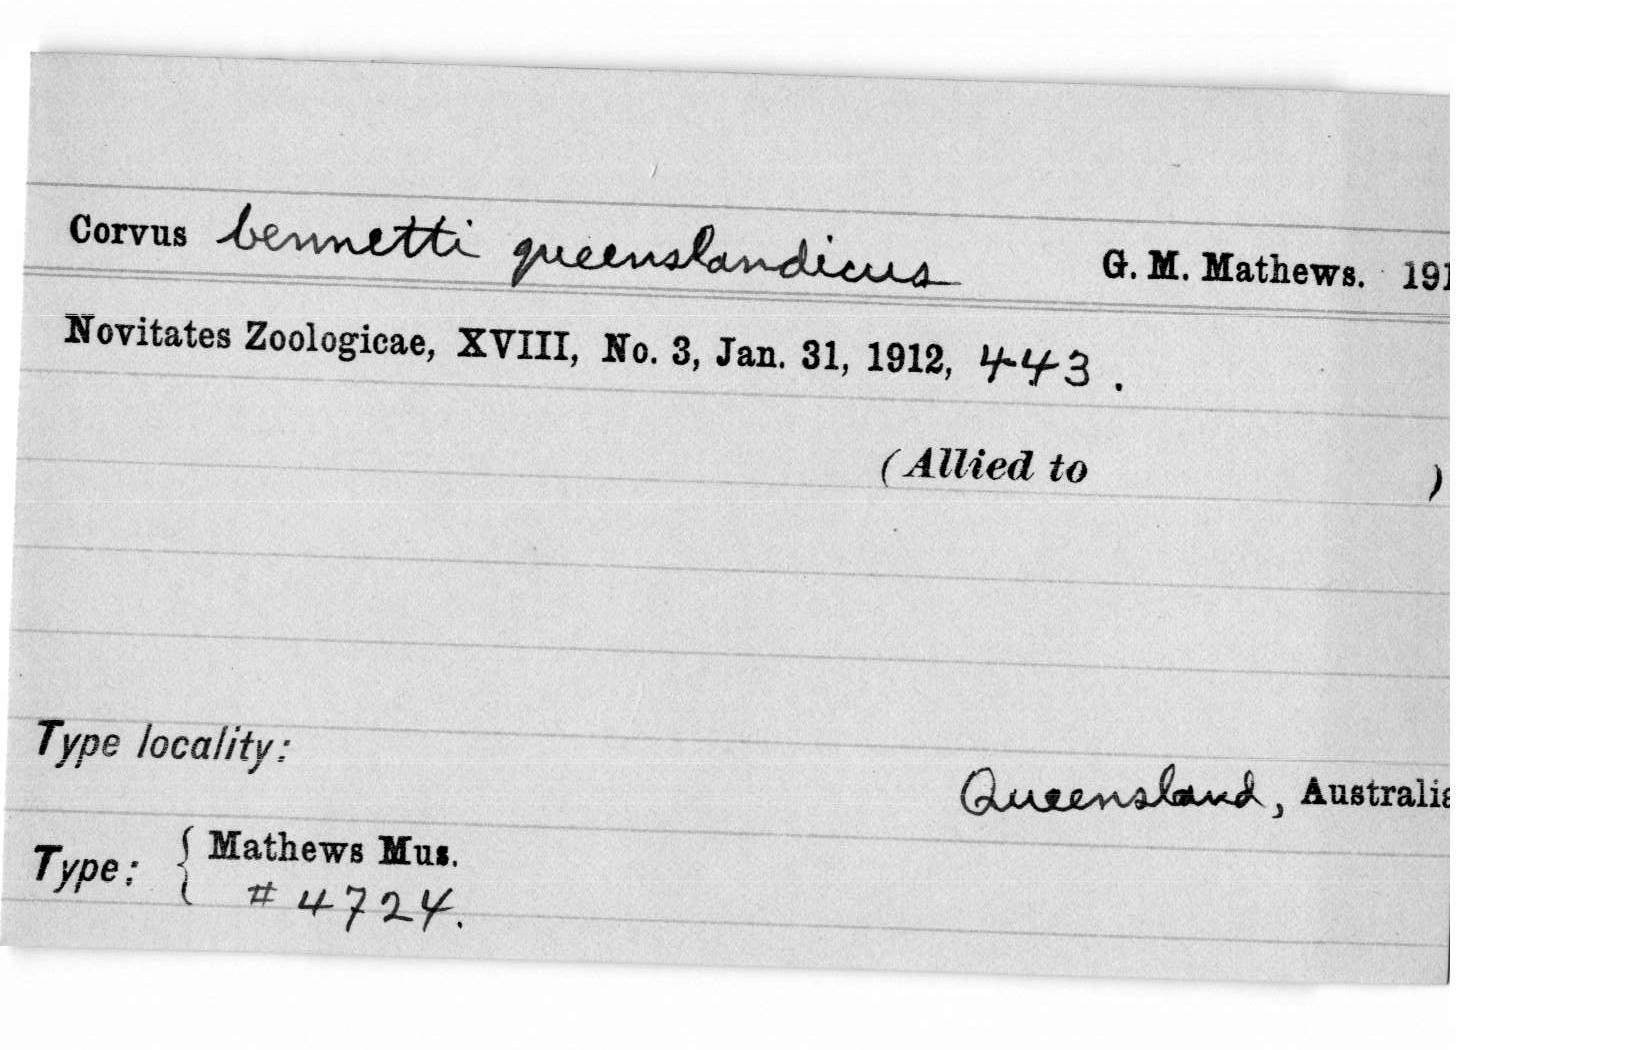 Corvus bennetti queenslandicus G. M. Mathews. 191
Novitates Zoologicae, XVIII, No. 3, Jan. 31, 1912, 443.
(Allied to )
Type locality:
Queensland, Australia
Type: { Mathews Mus.
# 4724.